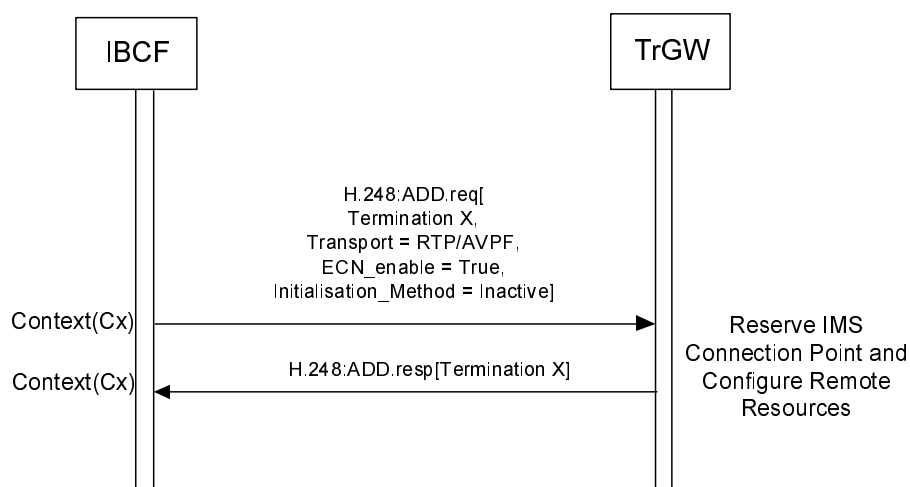 IBCF
TrGW
H.248:ADD.req[
Termination X,
Transport = RTP/AVPF,
ECN_enable = True,
Initialisation_Method = Inactive]
Context(Cx)
Reserve IMS
Connection Point and
Configure Remote
Resources
H.248:ADD.resp[Termination X]
Context(Cx)